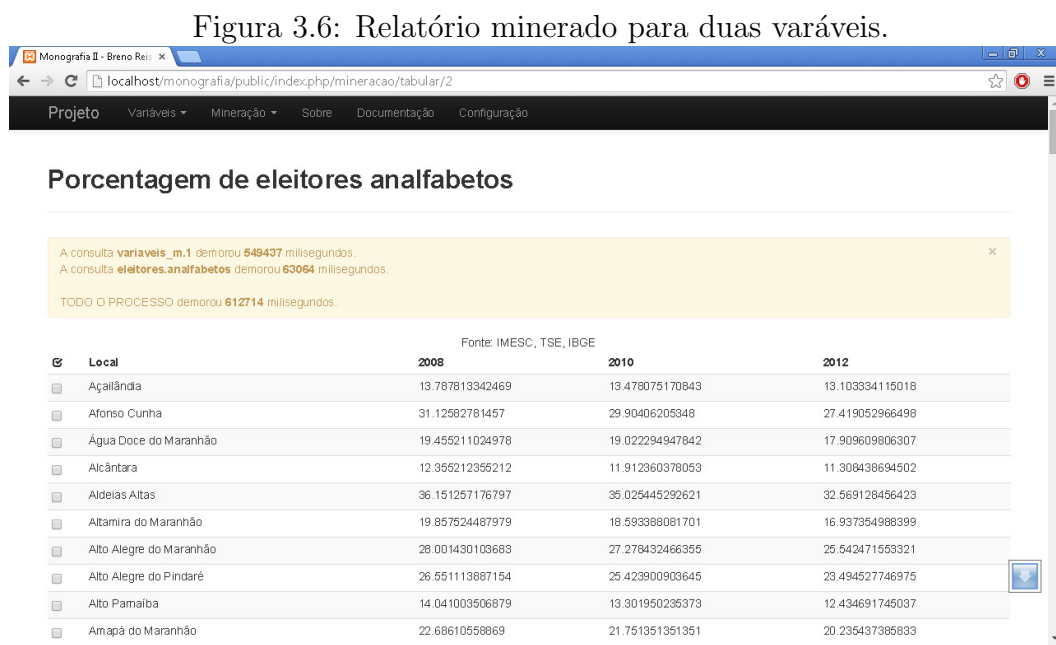 Figura 3.6: Relatório minerado para duas varáveis.
Monografia II - Breno Reis
localhost/monografia/public/index.php/mineracao/tabular/2
Projeto Variáveis Mineração Sobre Documentação Configuração
Porcentagem de eleitores analfabetos
A consulta variaveis_m.1 demorou 549437 milisegundos.
A consulta eleitores.analfabetos demorou 63064 milisegundos.
TODO O PROCESSO demorou 612714 milisegundos.
Fonte: IMESC, TSE, IBGE
Local 2008 2010 2012
Açailândia 13.787813342469 13.478075170843 13.103334115018
Afonso Cunha 31.12582781457 29.90406205348 27.419052966498
Água Doce do Maranhão 19.455211024978 19.022294947842 17.909609806307
Alcântara 12.355212355212 11.912360378053 11.308438694502
Aldeias Altas 36.151257176797 35.025445292621 32.569128456423
Altamira do Maranhão 19.857524487979 18.593388081701 16.937354988399
Alto Alegre do Maranhão 28.001430103683 27.278432466355 25.542471553321
Alto Alegre do Pindaré 26.551113887154 25.423900903645 23.494527746975
Alto Parnaíba 14.041003506879 13.301950235373 12.434691745037
Amapá do Maranhão 22.68610558869 21.751351351351 20.235437385833